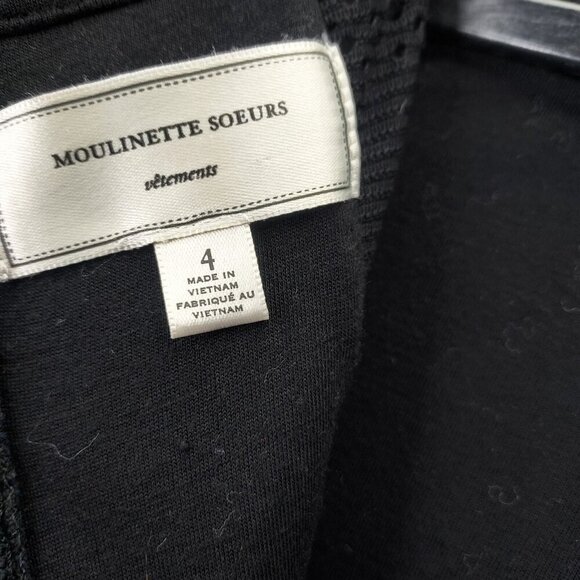 MOULINETTE SOEURS
vêtements
4
MADE IN
VIETNAM
FABRIQUÉ AU
VIETNAM